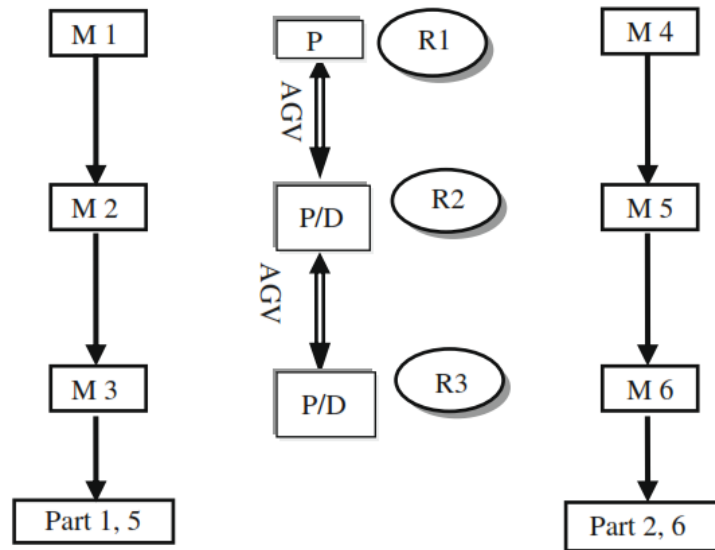 M 1
P
R1
M 4
AGV
M 2
P/D
R2
M 5
AGV
M 3
P/D
R3
M 6
Part 1, 5
Part 2, 6